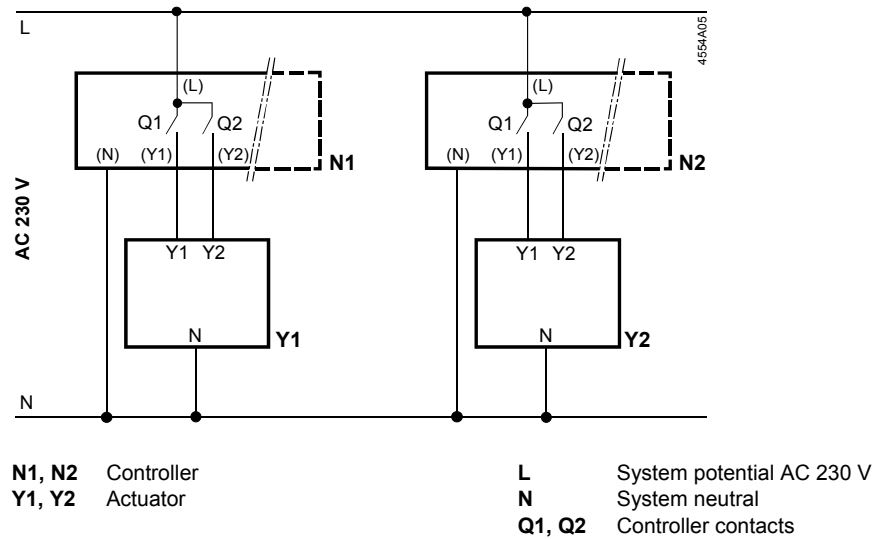 L
4554A05
(L) (L)
Q1 Q2 Q1 Q2
(N) (Y1) (Y2) N1 (N) (Y1) (Y2) N2
AC 230 V
Y1 Y2 Y1 Y2
N Y1 N Y2
N
N1, N2 Controller
Y1, Y2 Actuator
L System potential AC 230 V
N System neutral
Q1, Q2 Controller contacts